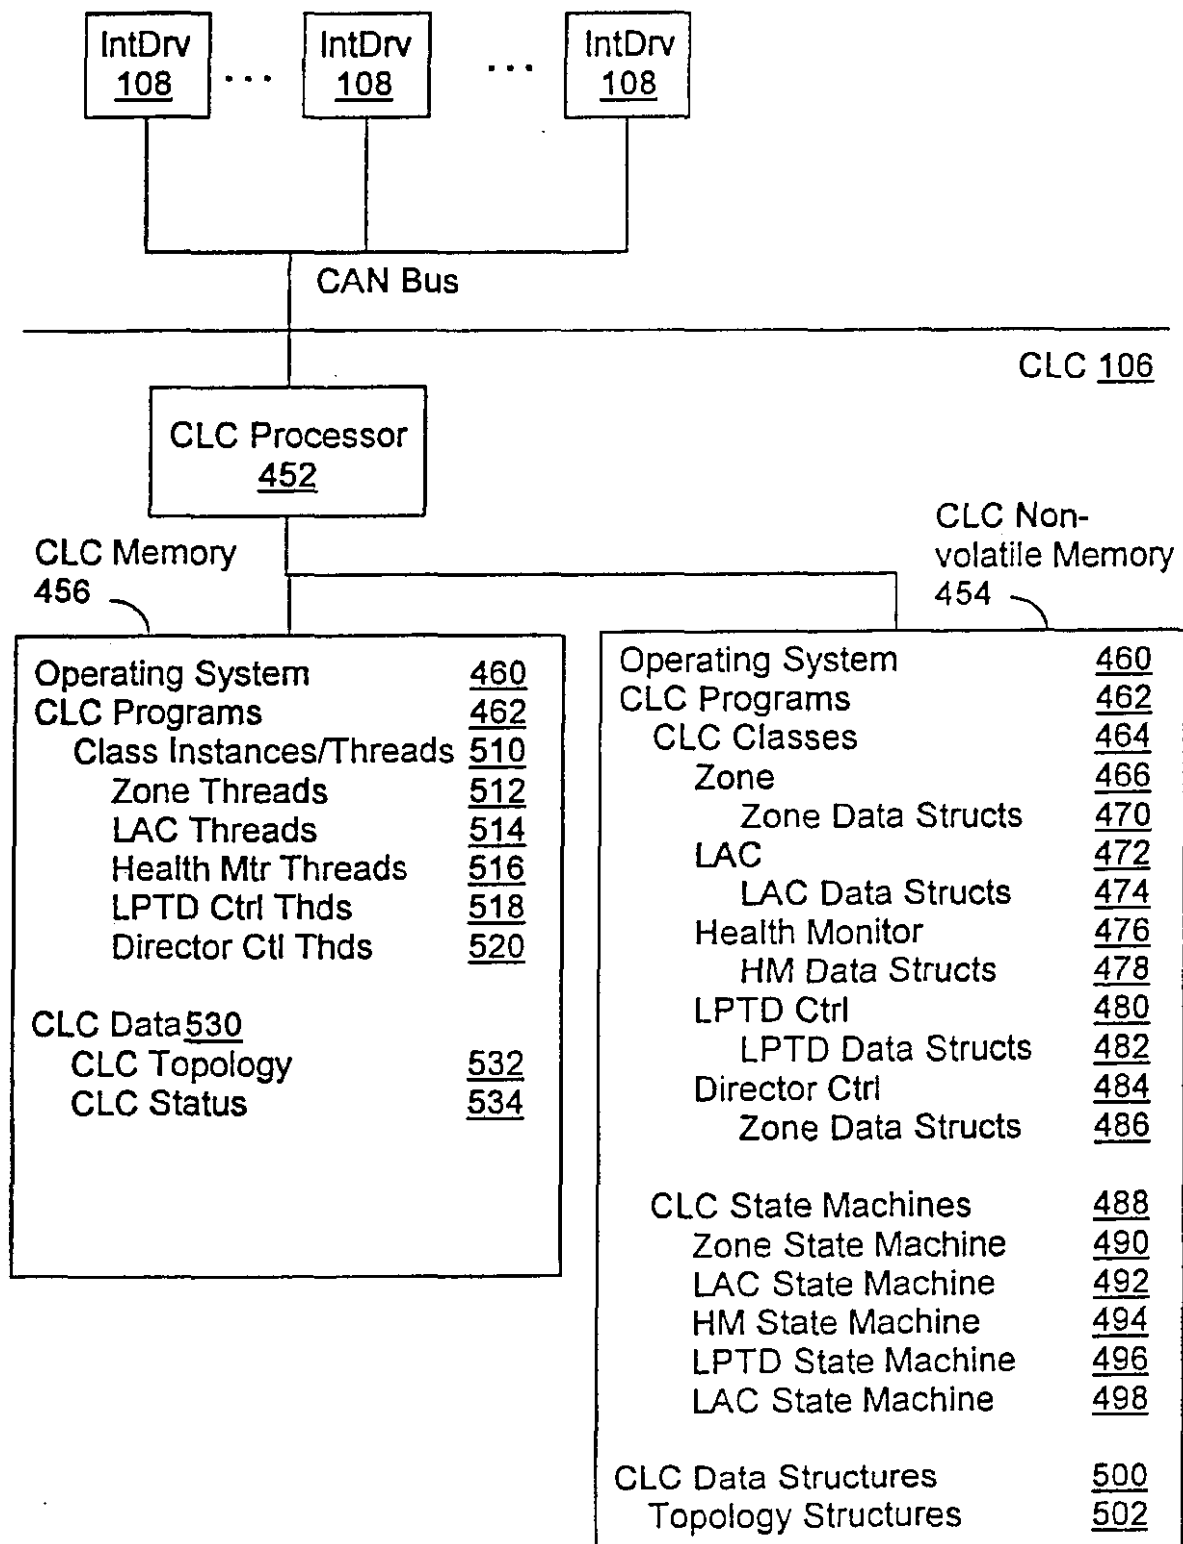 IntDrv
108
...
IntDrv
108
...
IntDrv
108
CAN Bus
CLC 106
CLC Processor
452
CLC Memory
456
CLC Non-
volatile Memory
454
Operating System 460
CLC Programs 462
Class Instances/Threads 510
Zone Threads 512
LAC Threads 514
Health Mtr Threads 516
LPTD Ctrl Thds 518
Director Ctl Thds 520
CLC Data 530
CLC Topology 532
CLC Status 534
Operating System 460
CLC Programs 462
CLC Classes 464
Zone 466
Zone Data Structs 470
LAC 472
LAC Data Structs 474
Health Monitor 476
HM Data Structs 478
LPTD Ctrl 480
LPTD Data Structs 482
Director Ctrl 484
Zone Data Structs 486
CLC State Machines 488
Zone State Machine 490
LAC State Machine 492
HM State Machine 494
LPTD State Machine 496
LAC State Machine 498
CLC Data Structures 500
Topology Structures 502